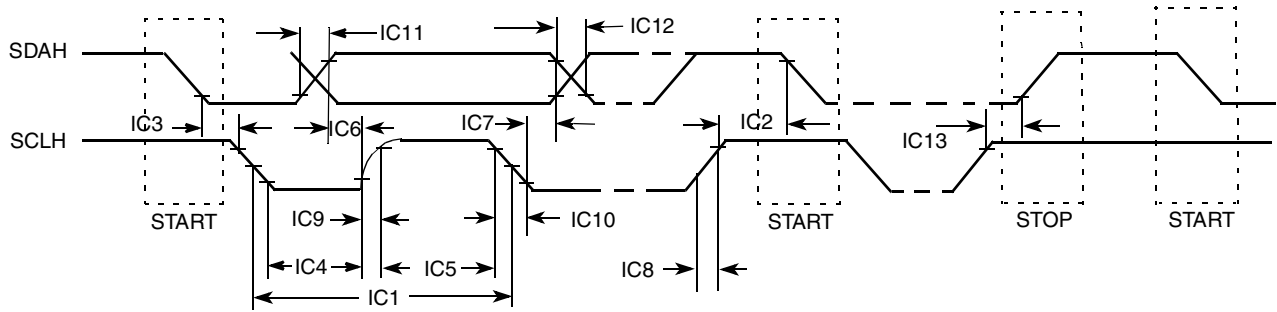 IC11
IC12
SDAH
IC3
IC6
IC7
IC2
IC13
SCLH
START
IC9
IC10
START
STOP
START
IC4
IC5
IC8
IC1